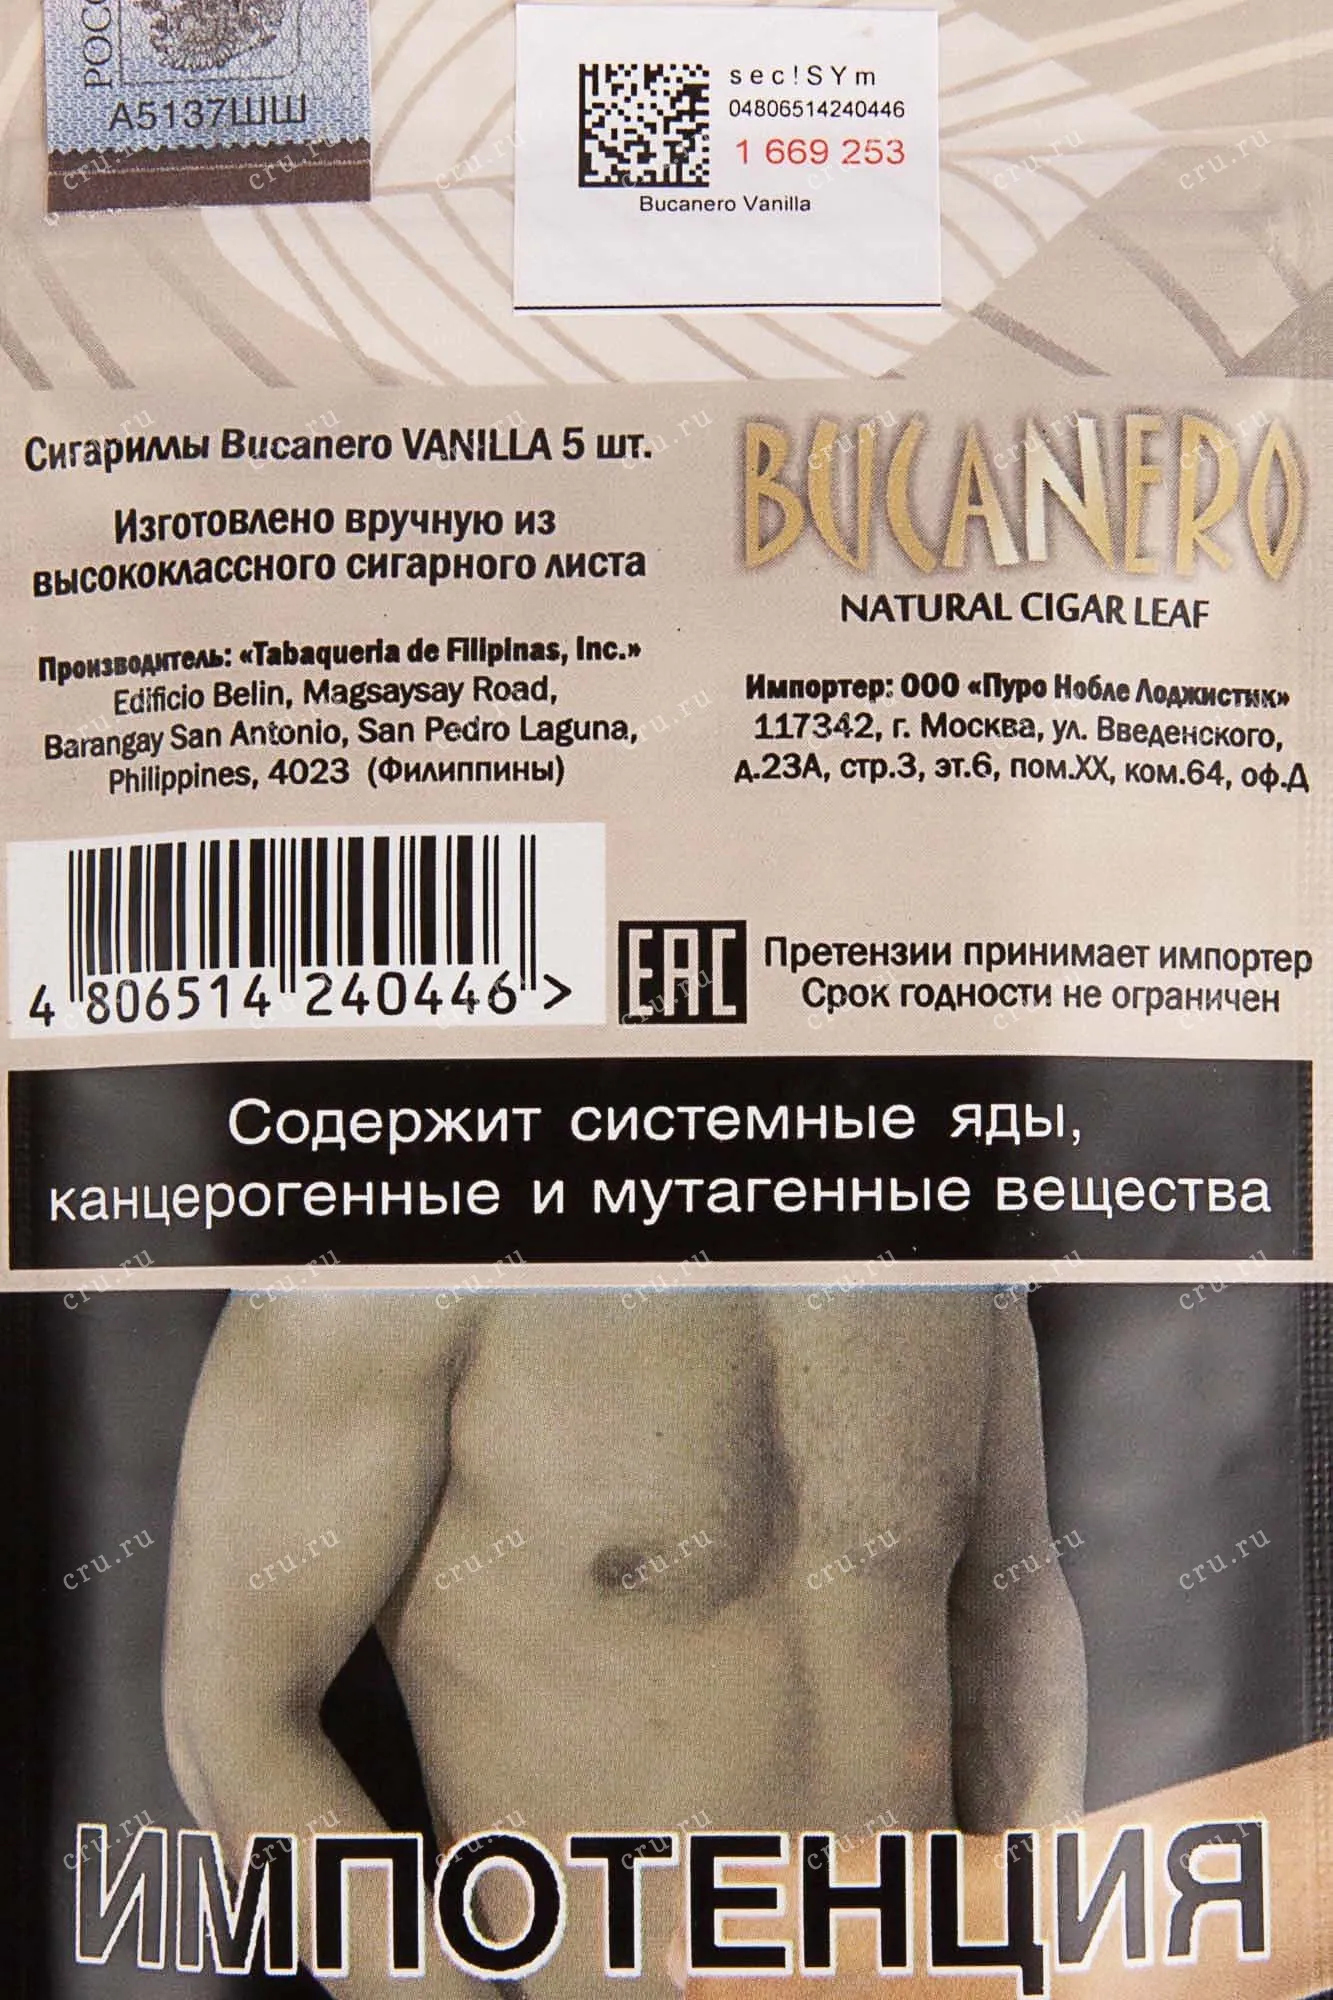 РОСС
А5137ШШ
sec!SYm
04806514240446
1 669 253
Bucanero Vanilla
Сигариллы Bucanero VANILLA 5 шт.
Изготовлено вручную из
высококлассного сигарного листа
Производитель: «Tabaqueria de Filipinas, Inc.»
Edificio Belin, Magsaysay Road,
Barangay San Antonio, San Pedro Laguna,
Philippines, 4023 (Филиппины)
BUCANERO
NATURAL CIGAR LEAF
Импортер: ООО «Пуро Нобле Лоджистик»
117342, г. Москва, ул. Введенского,
д.23А, стр.3, эт.6, пом.XX, ком.64, оф.Д
4 806514 240446 >
EAC
Претензии принимает импортер
Срок годности не ограничен
Содержит системные яды,
канцерогенные и мутагенные вещества
ИМПОТЕНЦИЯ
cru.ru